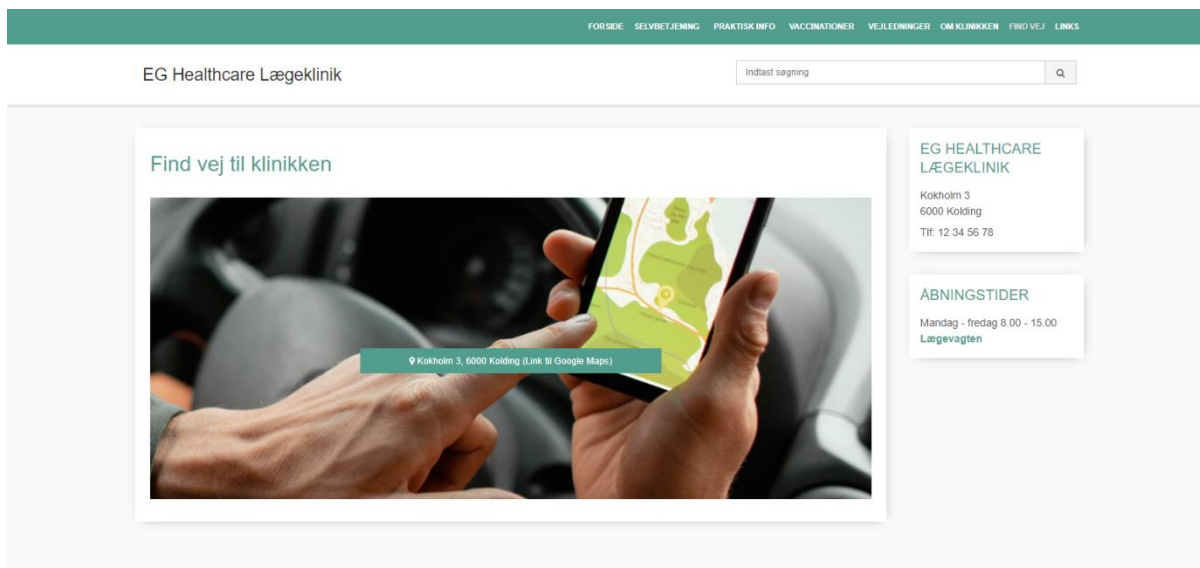 FORSIDE SELVBETJENING PRAKTISK INFO VACCINATIONER VEJLEDNINGER OM KLINIKKEN FIND VEJ LINKS
EG Healthcare Lægeklinik
Indtast søgning
Find vej til klinikken
Kokholm 3, 6000 Kolding (Link til Google Maps)
EG HEALTHCARE
LÆGEKLINIK
Kokholm 3
6000 Kolding
Tlf: 12 34 56 78
ÅBNINGSTIDER
Mandag - fredag 8.00 - 15.00
Lægevagten